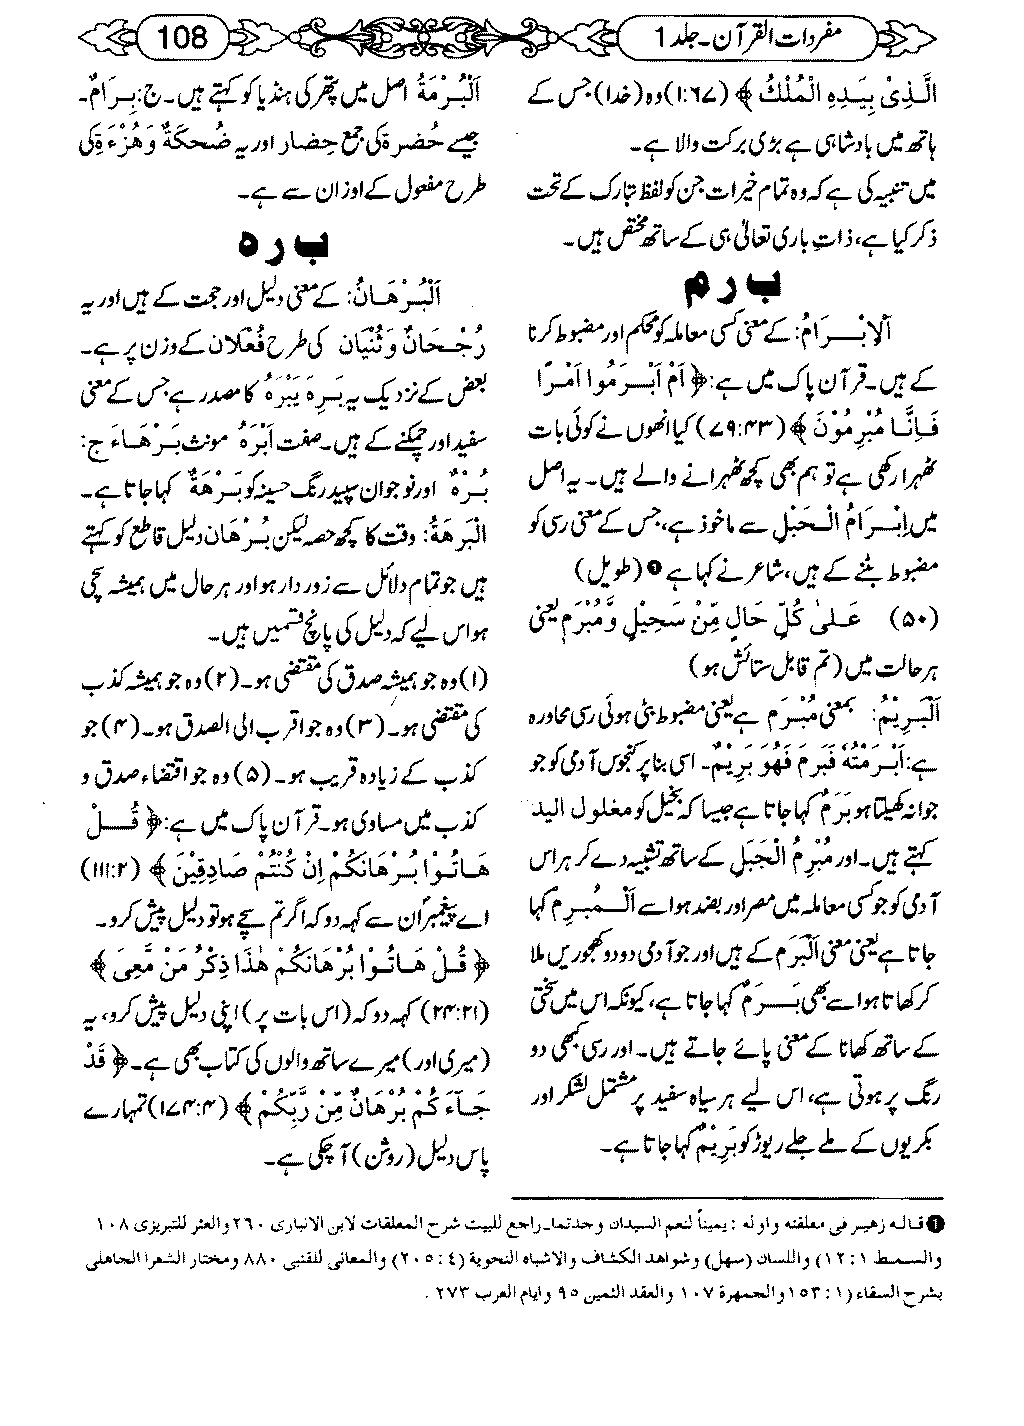 مفردات القرآن۔جلد 1
108
الَّذِیْ بِیَدِہِ الْمُلْکُ﴾ (۱:۶۷) وہ (خدا) جس کے
ہاتھ میں بادشاہی ہے بڑی برکت والا ہے۔
میں تنبیہ کی ہے کہ وہ تمام خیرات جن کو لفظ تبارک کے تحت
ذکر کیا ہے، ذاتِ باری تعالیٰ ہی کے ساتھ مختص ہیں۔
ب ر م
اَلْاِبْــرَامُ: کے معنی کسی معاملہ کو محکم اور مضبوط کرنا
کے ہیں۔ قرآن پاک میں ہے: ﴿اَمْ اَبْرَمُوا اَمْرًا
فَاِنَّا مُبْرِمُوْنَ﴾ (۷۹:۴۳) کیا انھوں نے کوئی بات
ٹھہرا رکھی ہے تو ہم بھی کچھ ٹھہرانے والے ہیں۔ یہ اصل
میں اِبْرَامُ الْحَبْلِ سے ماخوذ ہے، جس کے معنی رسی کو
مضبوط بٹنے کے ہیں، شاعر نے کہا ہے ❶ (طویل)
(۵۰) عَلیٰ کُلِّ حَالٍ مِّنْ سَحِیْلٍ وَّمُبْرَمٍ یعنی
ہر حالت میں (تم قابل ستائش ہو)
اَلْبَرِیْمُ: بمعنی مُبْرَم ہے یعنی مضبوط بٹی ہوئی رسی محاورہ
ہے: اَبْرَمْتُہٗ فَبَرِمَ فَھُوَ بَرِیْمٌ۔ اسی بنا پر کنجوس آدمی کو جو
جوا نہ کھیلتا ہو بَرَمٌ کہا جاتا ہے جیسا کہ بخیل کو مغلول الید
کہتے ہیں۔ اور مُبْرِمُ الْحَبْلِ کے ساتھ تشبیہ دے کر ہر اس
آدمی کو جو کسی معاملہ میں مصر اور بضد ہو اسے اَلْــمُبْرِم کہا
جاتا ہے یعنی معنی اَلْبَرَم کے ہیں اور جو آدمی دو دو کھجوریں ملا
کر کھاتا ہو اسے بھی بَــرَمٌ کہا جاتا ہے، کیونکہ اس میں سختی
کے ساتھ کھانا کے معنی پائے جاتے ہیں۔ اور رسی کبھی دو
رنگ پر ہوتی ہے، اس لیے ہر سیاہ سفید پر مشتمل لشکر اور
بکریوں کے ملے جلے ریوڑ کو بَرِیْمٌ کہا جاتا ہے۔
اَلْبُرْمَۃُ اصل میں پتھر کی ہنڈیا کو کہتے ہیں۔ ج: بِــرَامٌ۔
جیسے حُضرۃ کی جمع حِضار اور یہ ضُحکَۃٌ وَھُزْءَۃٌ کی
طرح مفعول کے اوزان سے ہے۔
ب ر ہ
اَلْبُرْھَانُ: کے معنی دلیل اور حجت کے ہیں اور یہ
رُجْــحَانٌ وَ ثُنْیَان کی طرح فُعْلَان کے وزن پر ہے۔
بعض کے نزدیک یہ بَرِہَ یَبْرَہُ کا مصدر ہے جس کے معنی
سفید اور چمکنے کے ہیں۔ صفت اَبْرَہُ مونث بَرْھَاءَ ج:
بُرْہٌ اور نوجوان سپید رنگ حسینہ کو بَرْھَۃٌ کہا جاتا ہے۔
الْبَرَھَۃُ: وقت کا کچھ حصہ لیکن بُرْھَان دلیل قاطع کو کہتے
ہیں جو تمام دلائل سے زور دار ہو اور ہر حال میں ہمیشہ سچی
ہو اس لیے کہ دلیل کی پانچ قسمیں ہیں۔
(۱) وہ جو ہمیشہ صدق کی مقتضی ہو۔ (۲) وہ جو ہمیشہ کذب
کی مقتضی ہو۔ (۳) وہ جو اقرب الی الصدق ہو۔ (۴) جو
کذب کے زیادہ قریب ہو۔ (۵) وہ جو اقتضاء صدق و
کذب میں مساوی ہو۔ قرآن پاک میں ہے: ﴿قُــلْ
ھَاتُــوْا بُــرْھَانَکُمْ اِنْ کُنْتُمْ صَادِقِیْنَ﴾ (۱۱۱:۲)
اے پیغمبر ان سے کہہ دو کہ اگر تم سچے ہو تو دلیل پیش کرو۔
﴿قُــلْ ھَاتُــوْا بُرْھَانَکُمْ ھٰذَا ذِکْرُ مَنْ مَّعِیَ﴾
(۲۴:۲۱) کہہ دو کہ (اس بات پر) اپنی دلیل پیش کرو، یہ
(میری اور) میرے ساتھ والوں کی کتاب بھی ہے۔ ﴿قَدْ
جَــآءَ کُمْ بُرْھَانٌ مِّنْ رَّبِّکُمْ﴾ (۱۷۴:۴) تمہارے
پاس دلیل (روشن) آچکی ہے۔
❶ قـالـہ زھیـر فی معلقتہ واولہ : یمیناً لنعم السیدان وجدتما۔ راجع للبیت شرح المعلقات لابن الانباری ۲۶۰ والعشر للتبریزی ۱۰۸
والسمط ۱ : ۱۲) واللسان (سھل) وشواھد الکشاف والاشباہ النحویۃ (۴ : ۲۰۵) والمعانی للقتبی ۸۸۰ ومختار الشعرا الجاھلی
بشرح السقاء (۱ : ۱۵۳ والجمھرۃ ۱۰۷ والعقد الثمین ۹۵ وایام العرب ۲۷۳ .